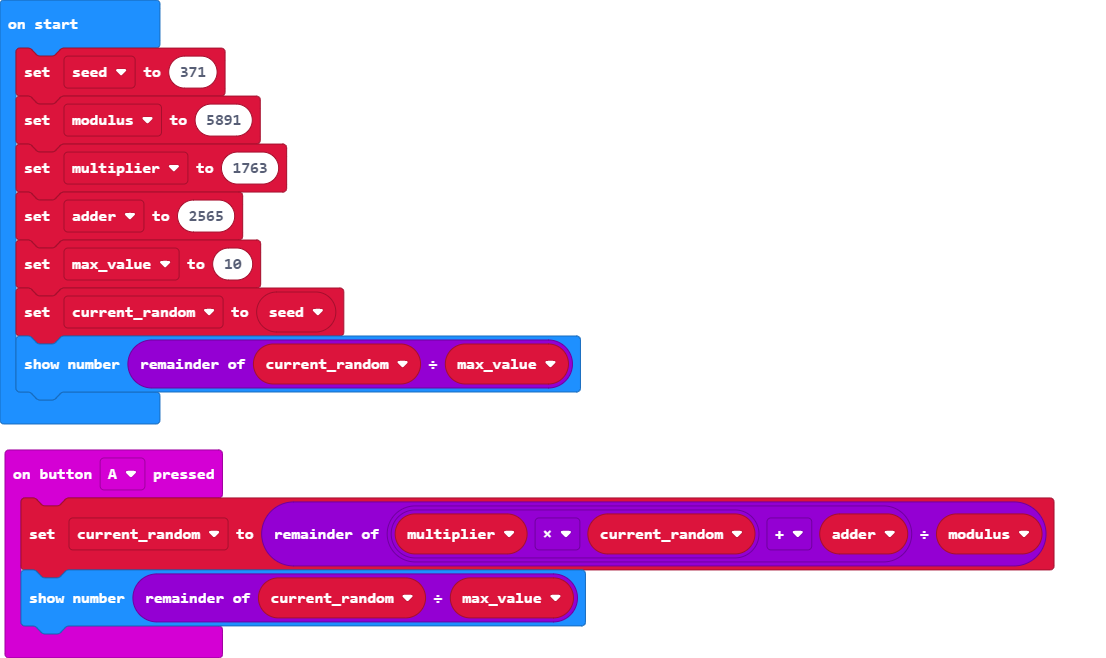 on start
set seed to 371
set modulus to 5891
set multiplier to 1763
set adder to 2565
set max_value to 10
set current_random to seed
show number remainder of current_random ÷ max_value
on button A pressed
set current_random to remainder of multiplier × current_random + adder ÷ modulus
show number remainder of current_random ÷ max_value